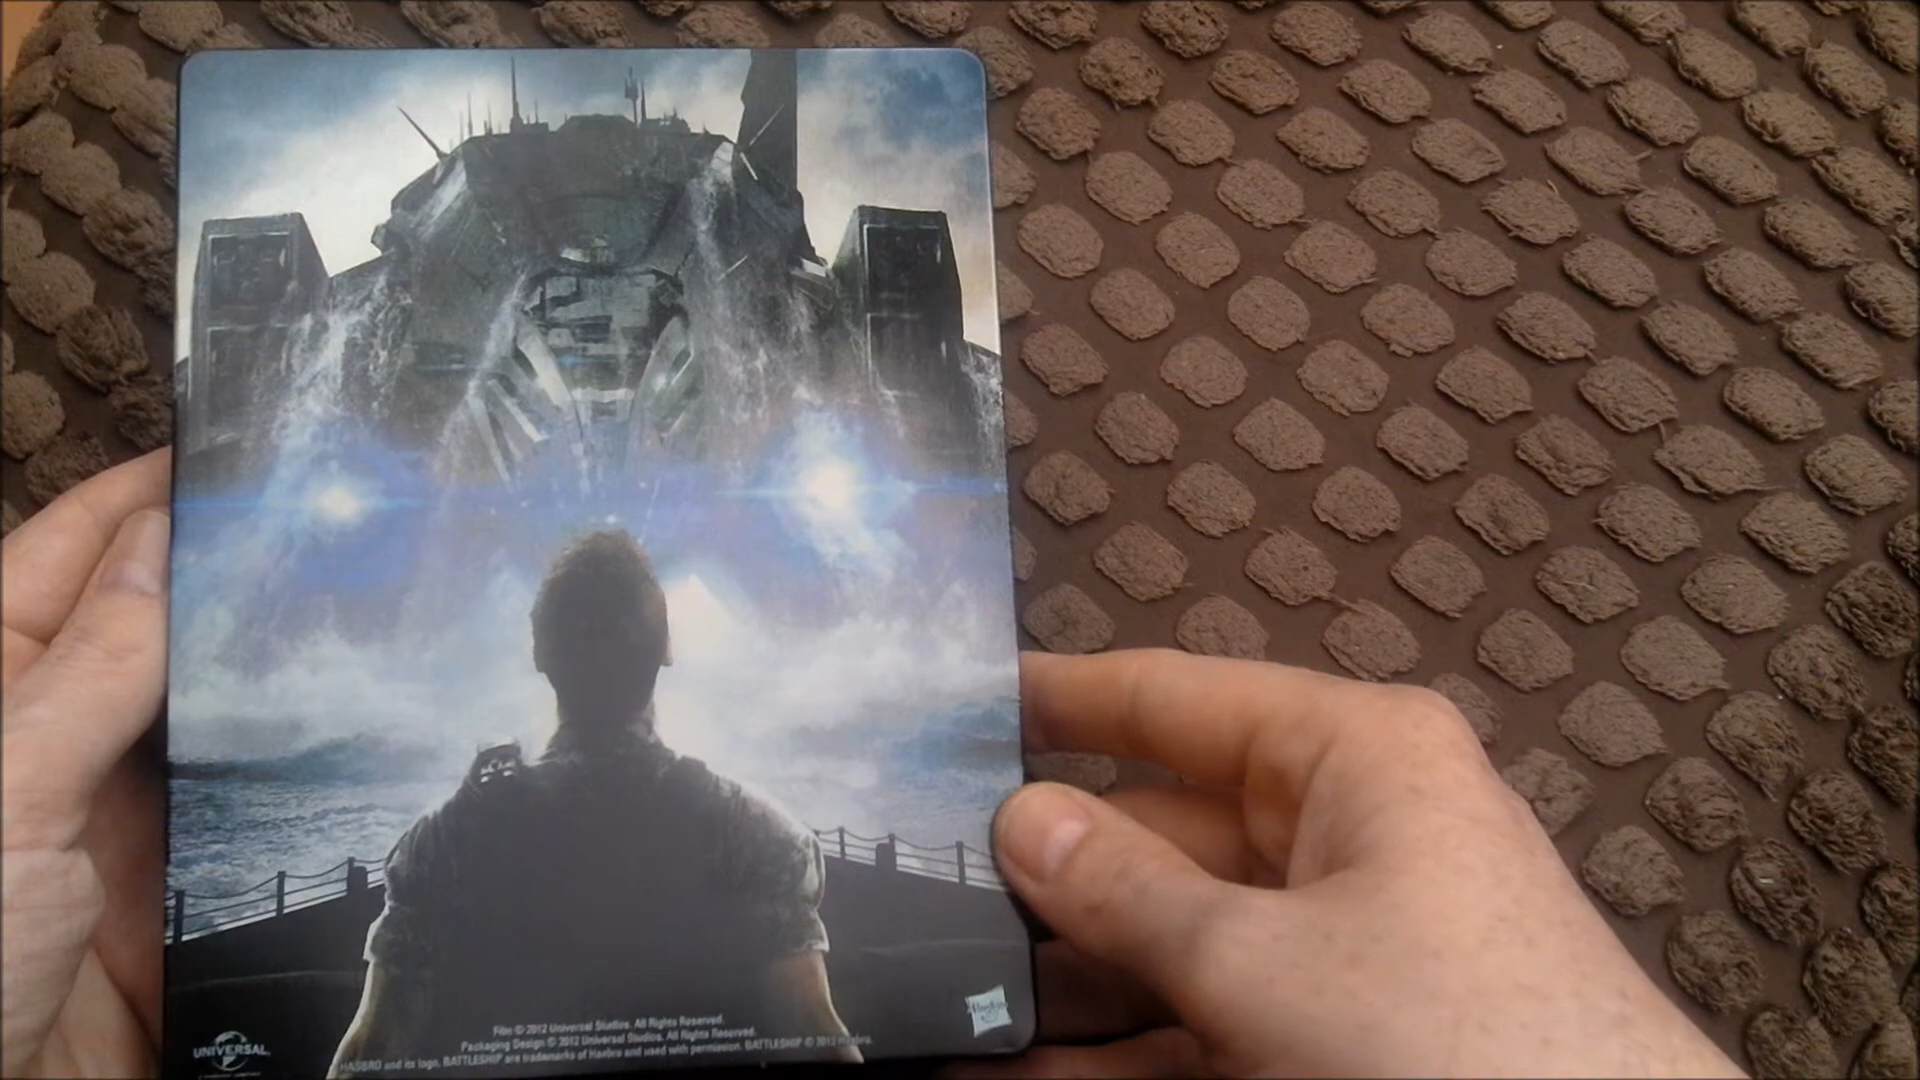 Film © 2012 Universal Studios. All Rights Reserved.
Packaging Design © 2012 Universal Studios. All Rights Reserved.
HASBRO and its logo, BATTLESHIP are trademarks of Hasbro and used with permission. BATTLESHIP © 2012 Hasbro.
UNIVERSAL
Hasbro